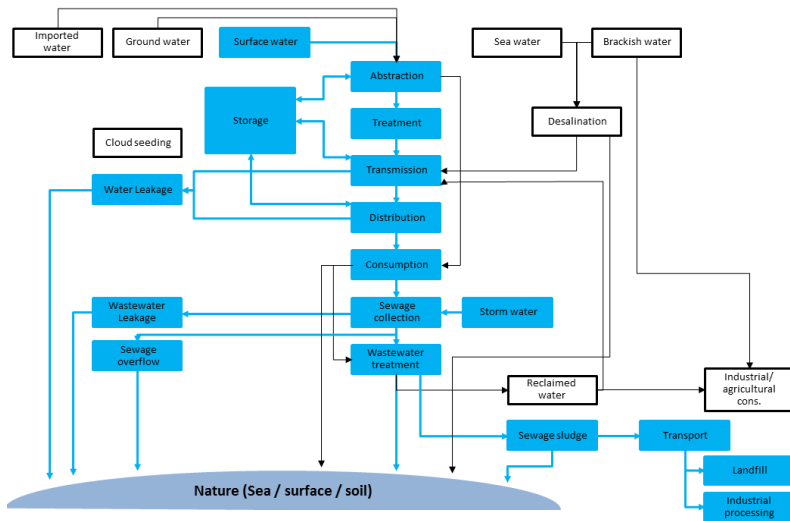 Imported
water
Ground water
Surface water
Sea water
Brackish water
Abstraction
Storage
Treatment
Desalination
Cloud seeding
Transmission
Water Leakage
Distribution
Consumption
Wastewater
Leakage
Sewage
collection
Storm water
Sewage
overflow
Wastewater
treatment
Reclaimed
water
Industrial/
agricultural
cons.
Sewage sludge
Transport
Landfill
Nature (Sea / surface / soil)
Industrial
processing